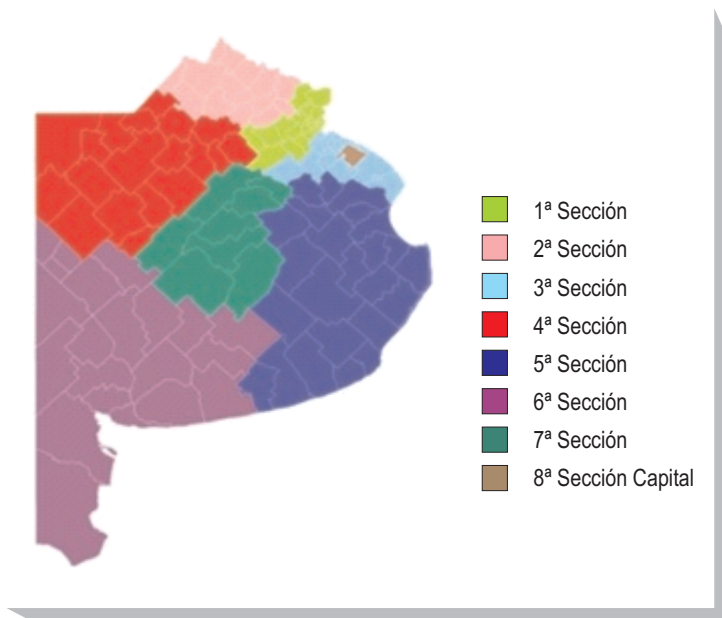 1ª Sección
2ª Sección
3ª Sección
4ª Sección
5ª Sección
6ª Sección
7ª Sección
8ª Sección Capital